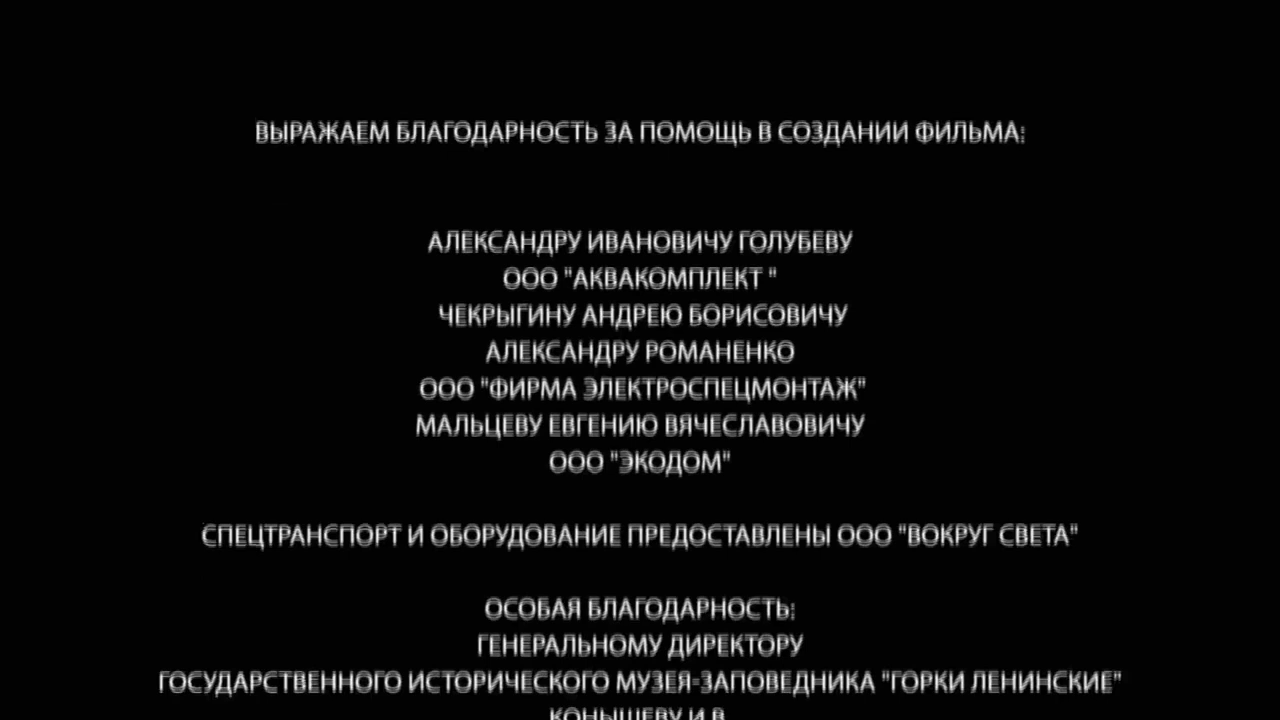 ВЫРАЖАЕМ БЛАГОДАРНОСТЬ ЗА ПОМОЩЬ В СОЗДАНИИ ФИЛЬМА:
АЛЕКСАНДРУ ИВАНОВИЧУ ГОЛУБЕВУ
ООО "АКВАКОМПЛЕКТ "
ЧЕКРЫГИНУ АНДРЕЮ БОРИСОВИЧУ
АЛЕКСАНДРУ РОМАНЕНКО
ООО "ФИРМА ЭЛЕКТРОСПЕЦМОНТАЖ"
МАЛЬЦЕВУ ЕВГЕНИЮ ВЯЧЕСЛАВОВИЧУ
ООО "ЭКОДОМ"
СПЕЦТРАНСПОРТ И ОБОРУДОВАНИЕ ПРЕДОСТАВЛЕНЫ ООО "ВОКРУГ СВЕТА"
ОСОБАЯ БЛАГОДАРНОСТЬ:
ГЕНЕРАЛЬНОМУ ДИРЕКТОРУ
ГОСУДАРСТВЕННОГО ИСТОРИЧЕСКОГО МУЗЕЯ-ЗАПОВЕДНИКА "ГОРКИ ЛЕНИНСКИЕ"
КОНЫШЕВУ И.В.